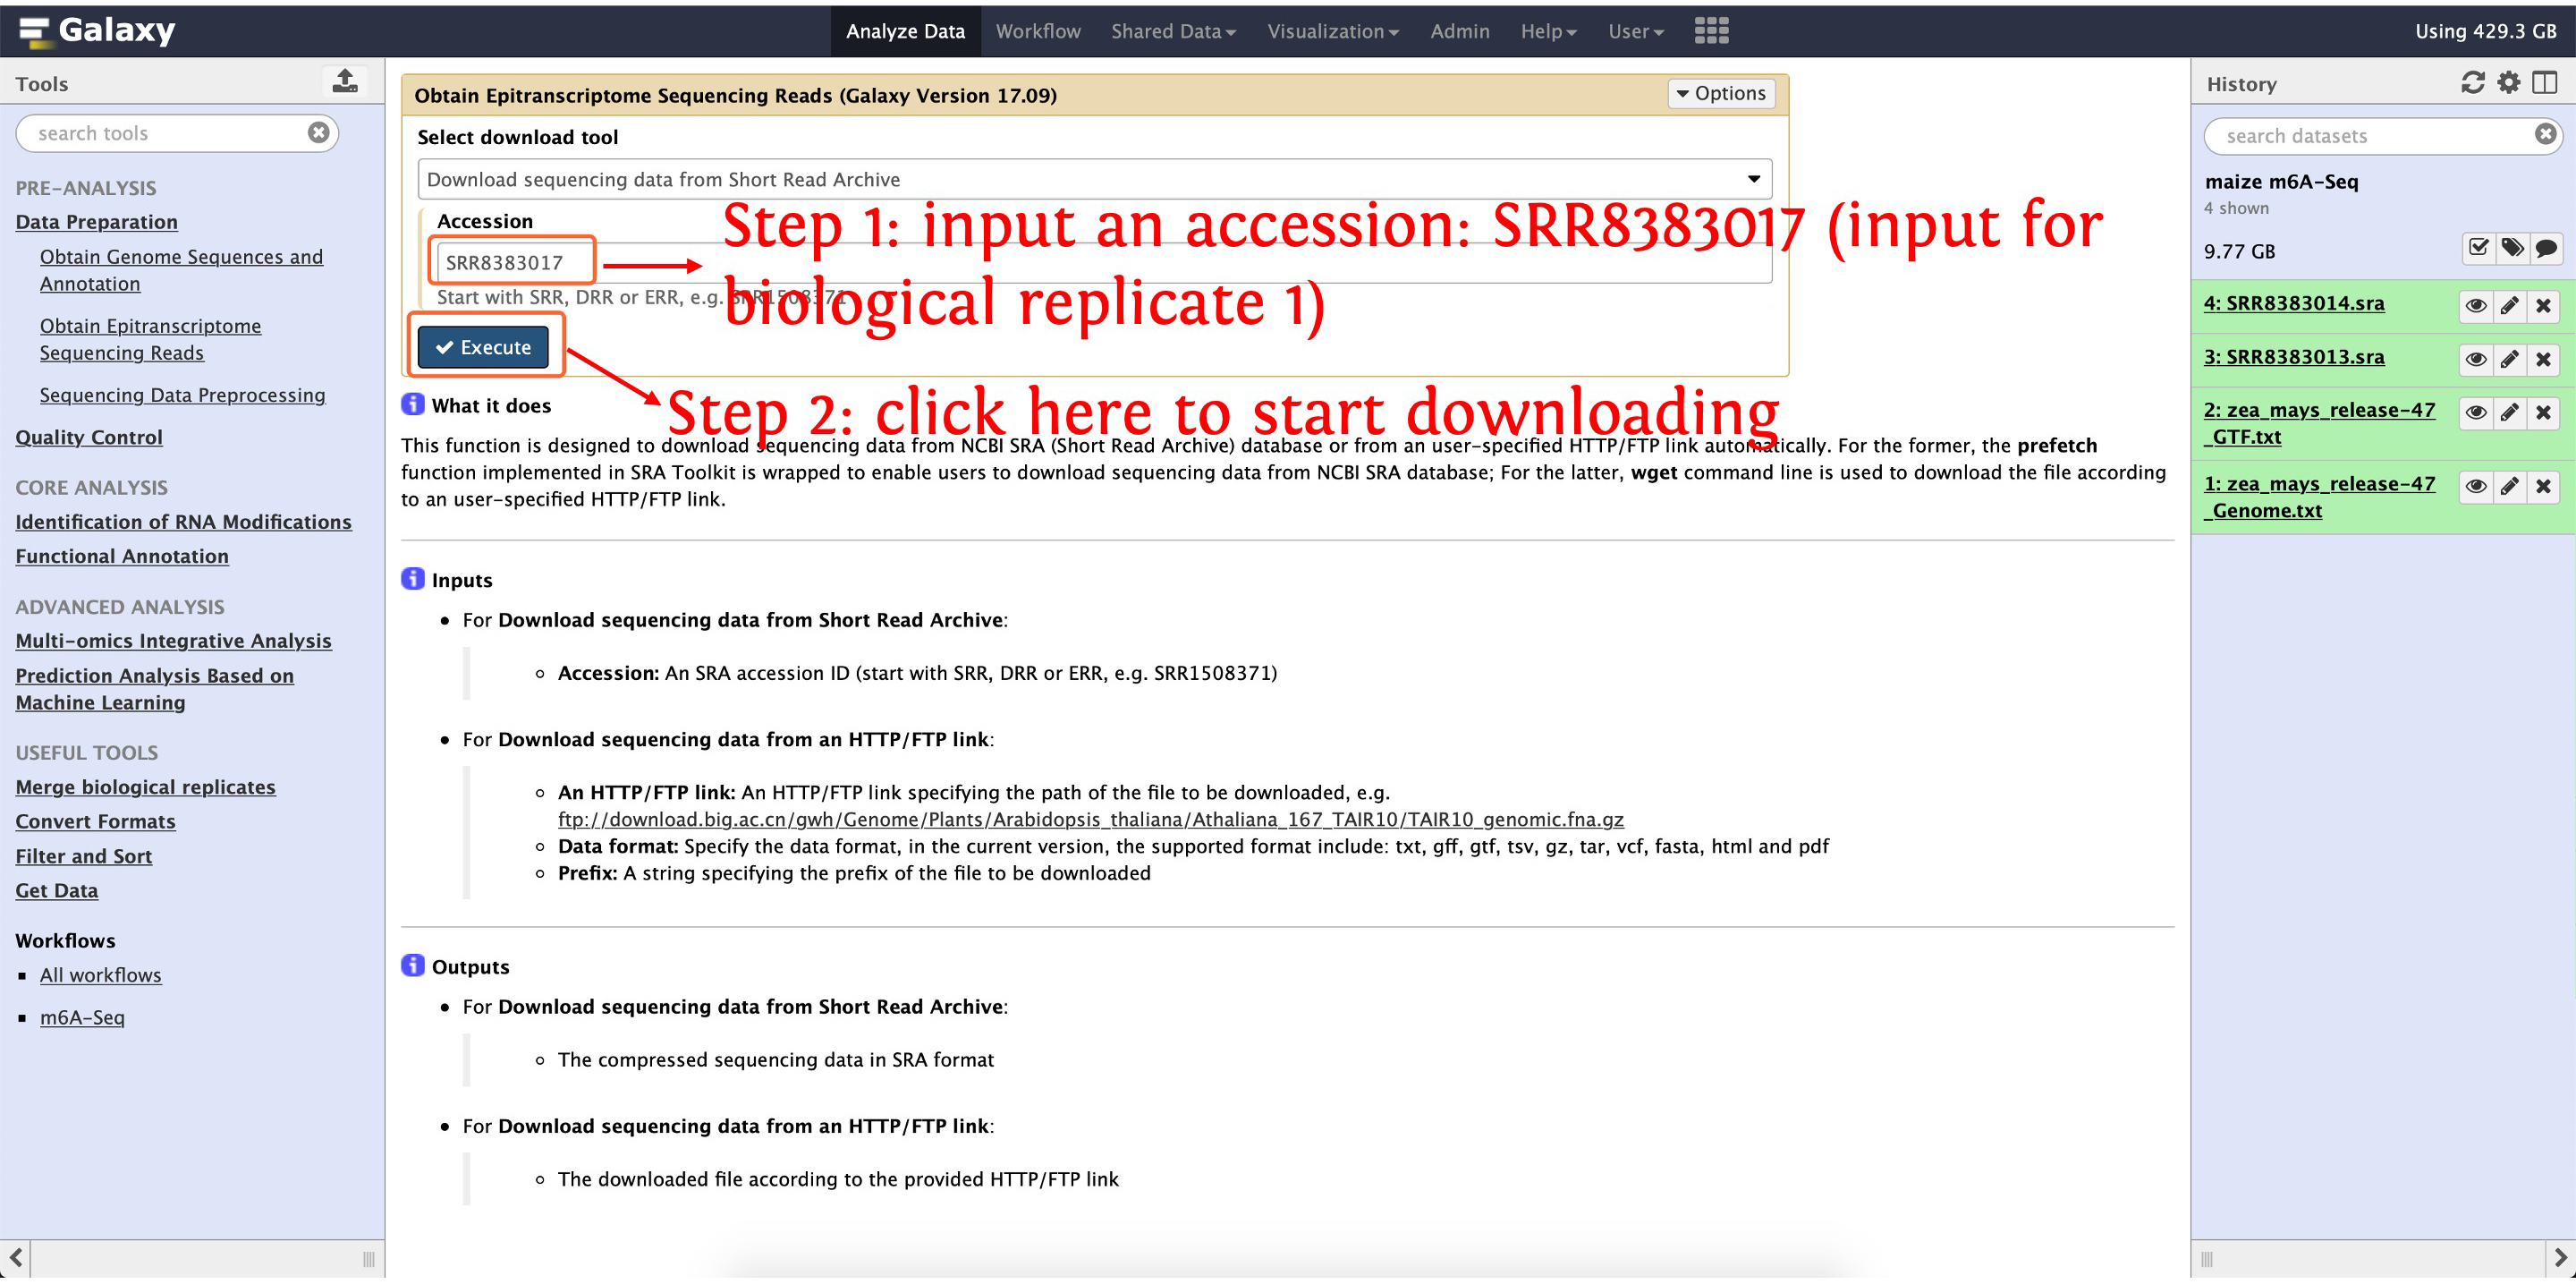 Galaxy
Analyze Data Workflow Shared Data Visualization Admin Help User
Using 429.3 GB
Tools
search tools
PRE-ANALYSIS
Data Preparation
Obtain Genome Sequences and
Annotation
Obtain Epitranscriptome
Sequencing Reads
Sequencing Data Preprocessing
Quality Control
CORE ANALYSIS
Identification of RNA Modifications
Functional Annotation
ADVANCED ANALYSIS
Multi-omics Integrative Analysis
Prediction Analysis Based on
Machine Learning
USEFUL TOOLS
Merge biological replicates
Convert Formats
Filter and Sort
Get Data
Workflows
All workflows
m6A-Seq
Obtain Epitranscriptome Sequencing Reads (Galaxy Version 17.09)
Options
Select download tool
Download sequencing data from Short Read Archive
Accession
SRR8383017
Start with SRR, DRR or ERR, e.g. SRR1508371
Execute
Step 1: input an accession: SRR8383017 (input for
biological replicate 1)
Step 2: click here to start downloading
What it does
This function is designed to download sequencing data from NCBI SRA (Short Read Archive) database or from an user-specified HTTP/FTP link automatically. For the former, the prefetch
function implemented in SRA Toolkit is wrapped to enable users to download sequencing data from NCBI SRA database; For the latter, wget command line is used to download the file according
to an user-specified HTTP/FTP link.
Inputs
For Download sequencing data from Short Read Archive:
Accession: An SRA accession ID (start with SRR, DRR or ERR, e.g. SRR1508371)
For Download sequencing data from an HTTP/FTP link:
An HTTP/FTP link: An HTTP/FTP link specifying the path of the file to be downloaded, e.g.
ftp://download.big.ac.cn/gwh/Genome/Plants/Arabidopsis_thaliana/Athaliana_167_TAIR10/TAIR10_genomic.fna.gz
Data format: Specify the data format, in the current version, the supported format include: txt, gff, gtf, tsv, gz, tar, vcf, fasta, html and pdf
Prefix: A string specifying the prefix of the file to be downloaded
Outputs
For Download sequencing data from Short Read Archive:
The compressed sequencing data in SRA format
For Download sequencing data from an HTTP/FTP link:
The downloaded file according to the provided HTTP/FTP link
History
search datasets
maize m6A-Seq
4 shown
9.77 GB
4: SRR8383014.sra
3: SRR8383013.sra
2: zea_mays_release-47
_GTF.txt
1: zea_mays_release-47
_Genome.txt